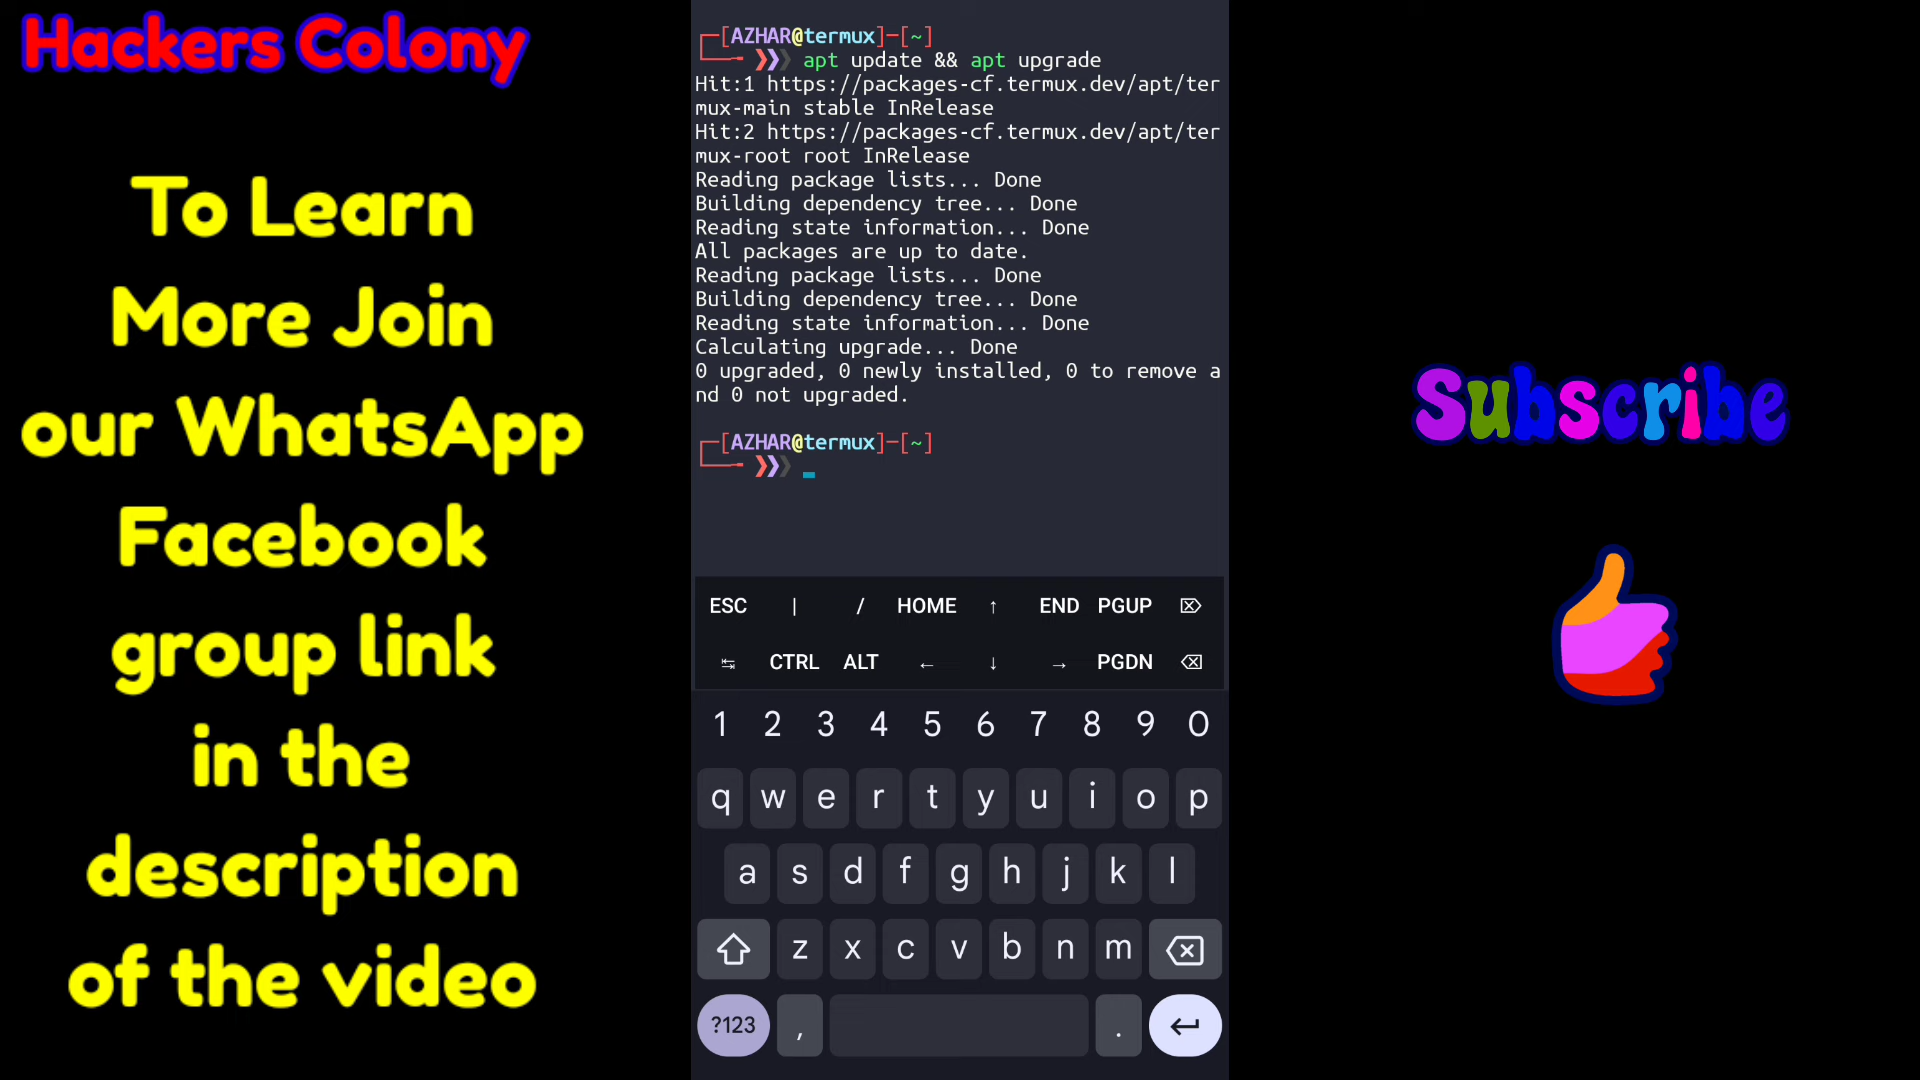 Hackers Colony
To Learn
More Join
our WhatsApp
Facebook
group link
in the
description
of the video
┌─[AZHAR@termux]─[~]
└──╼ ❯❯❯ apt update && apt upgrade
Hit:1 https://packages-cf.termux.dev/apt/ter
mux-main stable InRelease
Hit:2 https://packages-cf.termux.dev/apt/ter
mux-root root InRelease
Reading package lists... Done
Building dependency tree... Done
Reading state information... Done
All packages are up to date.
Reading package lists... Done
Building dependency tree... Done
Reading state information... Done
Calculating upgrade... Done
0 upgraded, 0 newly installed, 0 to remove a
nd 0 not upgraded.
┌─[AZHAR@termux]─[~]
└──╼ ❯❯❯
ESC | / HOME ↑ END PGUP ⌦
↹ CTRL ALT ← ↓ → PGDN ⌫
1 2 3 4 5 6 7 8 9 0
q w e r t y u i o p
a s d f g h j k l
z x c v b n m
?123 , .
Subscribe